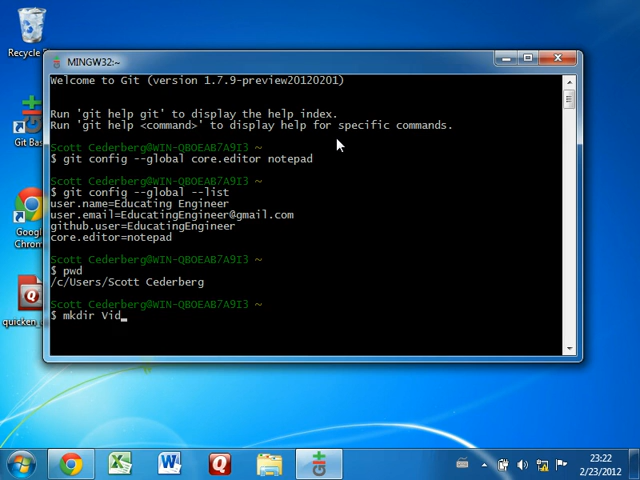 Recycle
MINGW32:~
Welcome to Git (version 1.7.9-preview20120201)
Run 'git help git' to display the help index.
Run 'git help <command>' to display help for specific commands.
Scott Cederberg@WIN-QBOEAB7A9I3 ~
$ git config --global core.editor notepad
Scott Cederberg@WIN-QBOEAB7A9I3 ~
$ git config --global --list
user.name=Educating Engineer
user.email=EducatingEngineer@gmail.com
github.user=EducatingEngineer
core.editor=notepad
Scott Cederberg@WIN-QBOEAB7A9I3 ~
$ pwd
/c/Users/Scott Cederberg
Scott Cederberg@WIN-QBOEAB7A9I3 ~
$ mkdir Vid
Git Bas
Googl
Chrom
quicken_
23:22
2/23/2012